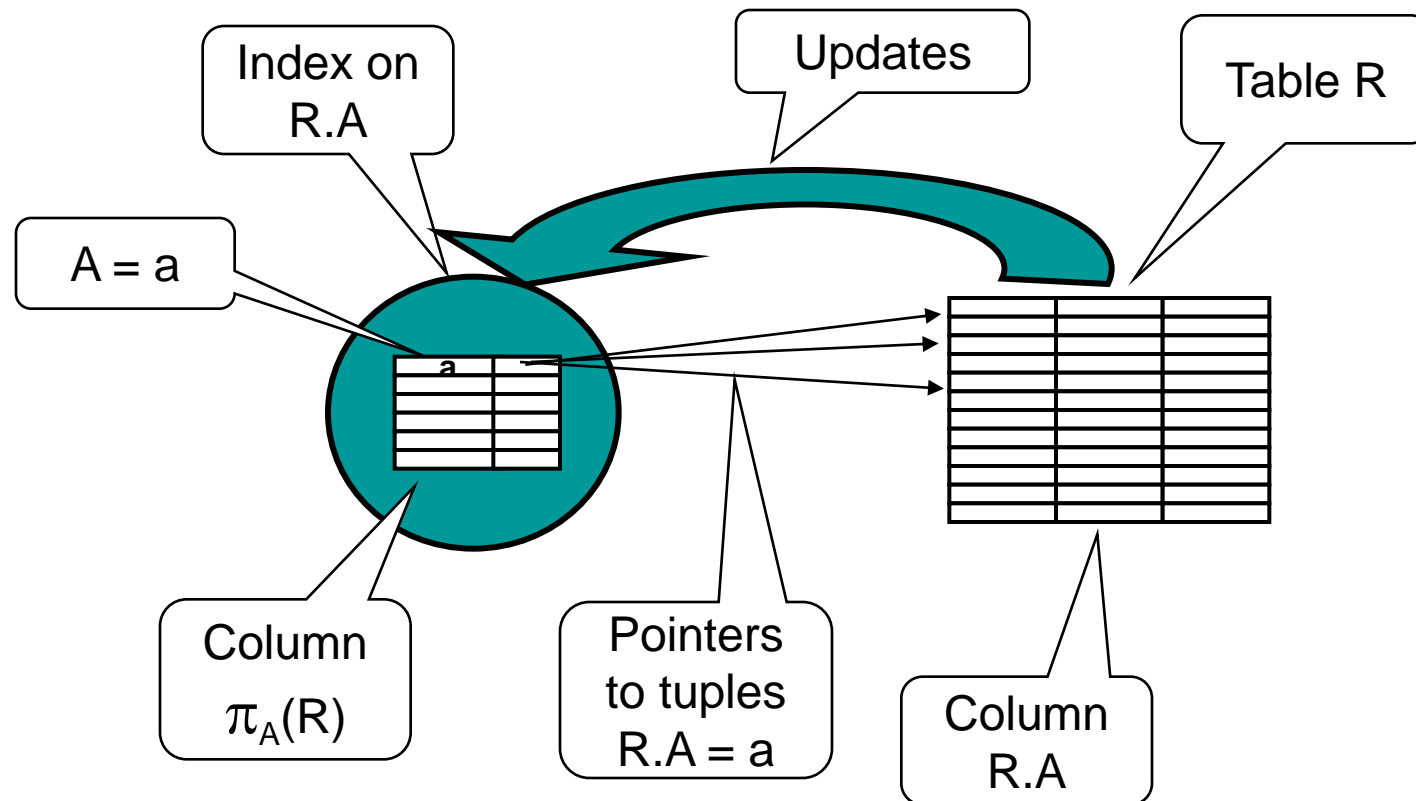 Index on
R.A
Updates
Table R
A = a
a
Column
πA(R)
Pointers
to tuples
R.A = a
Column
R.A